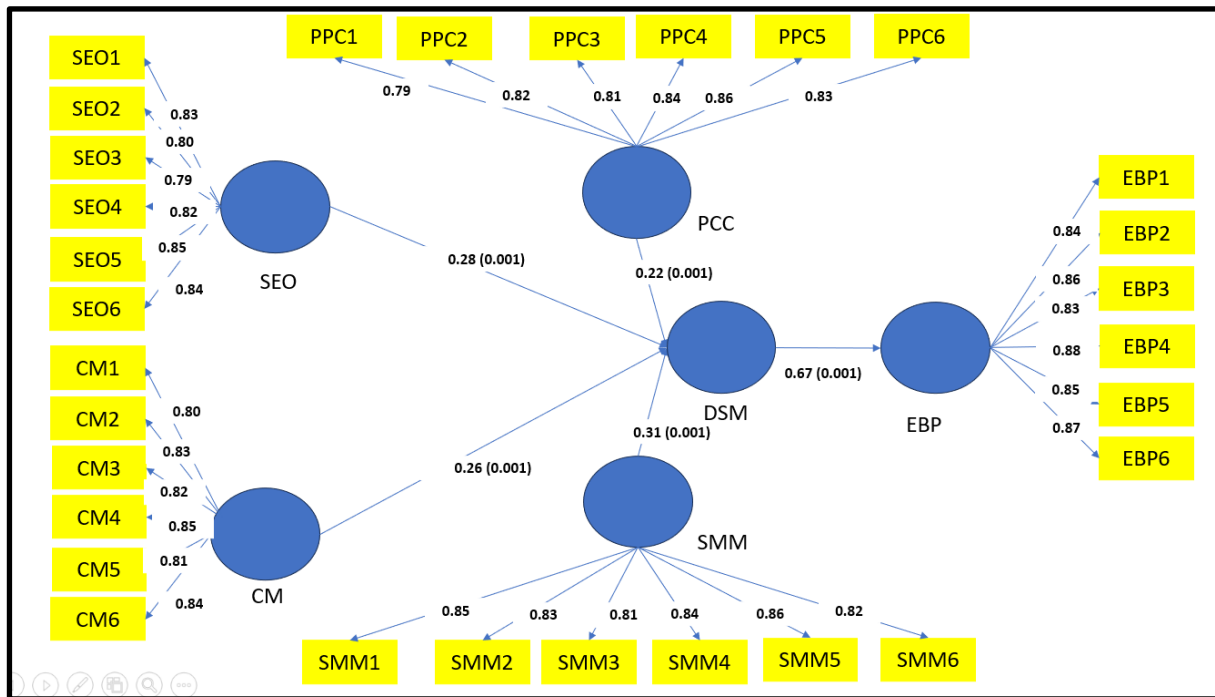 PPC1
PPC2
PPC3
PPC4
PPC5
PPC6
0.79
0.82
0.81
0.84
0.86
0.83
PCC
SEO1
SEO2
SEO3
SEO4
SEO5
SEO6
0.83
0.80
0.79
0.82
0.85
0.84
SEO
0.28 (0.001)
0.22 (0.001)
CM1
CM2
CM3
CM4
CM5
CM6
0.80
0.83
0.82
0.85
0.81
0.84
CM
0.26 (0.001)
DSM
0.67 (0.001)
0.31 (0.001)
EBP
0.84
0.86
0.83
0.88
0.85
0.87
EBP1
EBP2
EBP3
EBP4
EBP5
EBP6
SMM
0.85
0.83
0.81
0.84
0.86
0.82
SMM1
SMM2
SMM3
SMM4
SMM5
SMM6